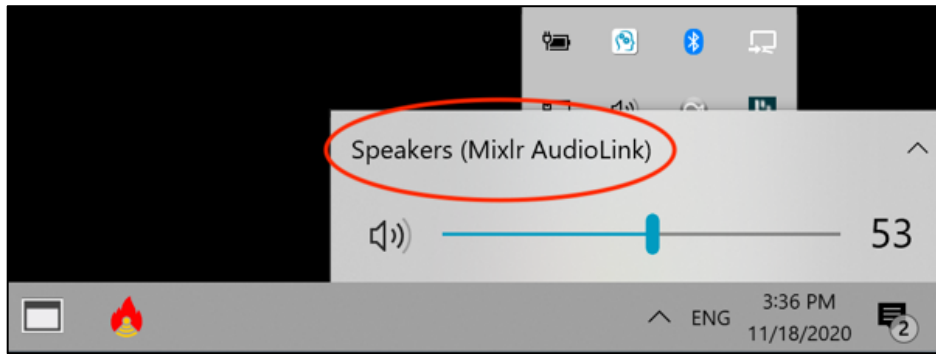 Speakers (Mixlr AudioLink)
53
ENG
3:36 PM
11/18/2020
2